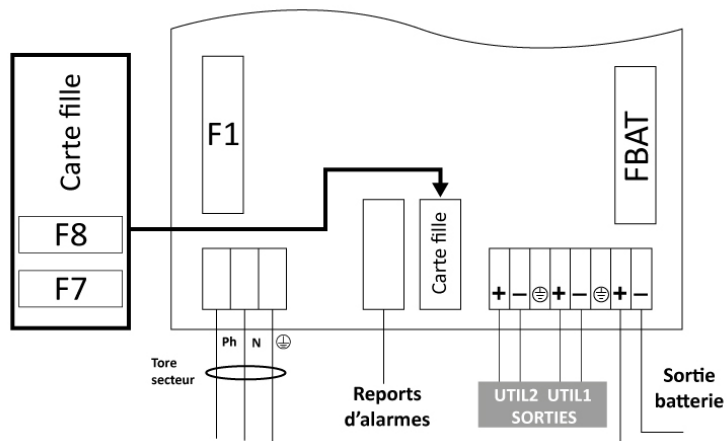 Carte fille
F8
F7
F1
FBAT
Carte fille
+ – + – + –
Ph N
Tore
secteur
Reports
d'alarmes
UTIL2 UTIL1
SORTIES
Sortie
batterie